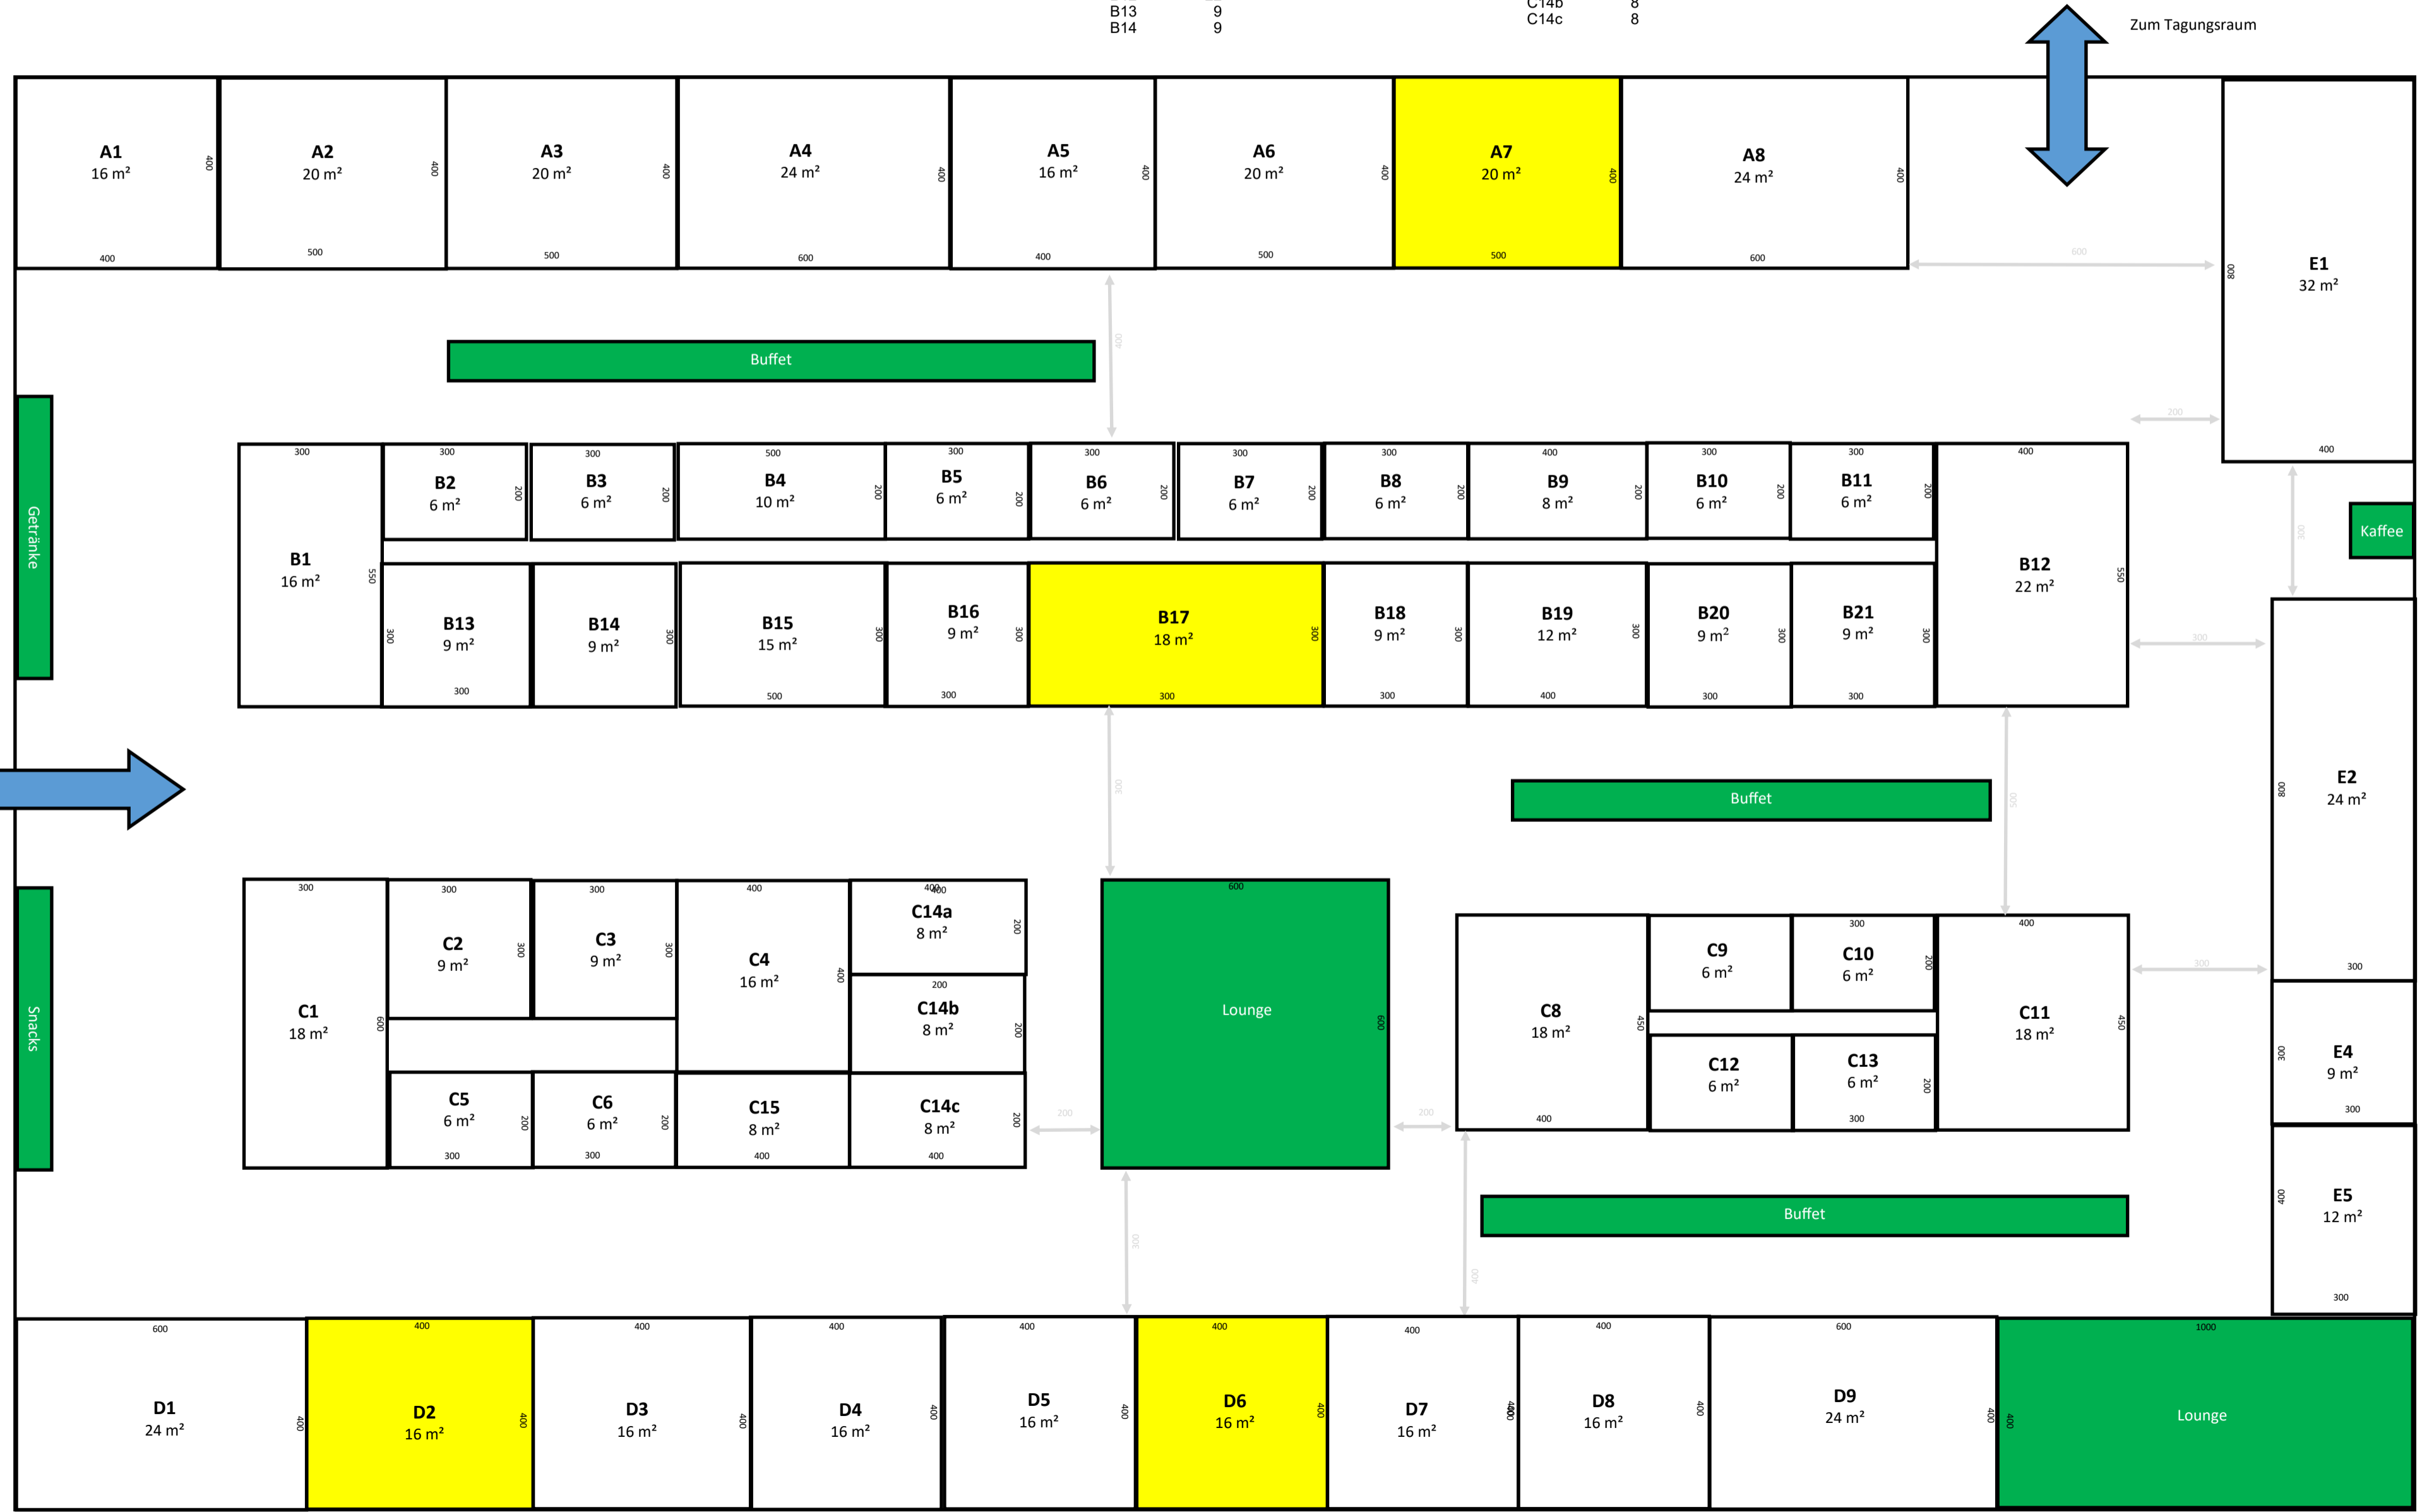 C14b 8
B13 9
C14c 8
B14 9
Zum Tagungsraum
A1
16 m²
400
400
A2
20 m²
400
500
A3
20 m²
400
500
A4
24 m²
400
600
A5
16 m²
400
400
A6
20 m²
400
500
A7
20 m²
400
500
A8
24 m²
400
600
600
E1
32 m²
800
400
400
Buffet
200
Getränke
300
B1
16 m²
550
300
B2
6 m²
200
300
B3
6 m²
200
500
B4
10 m²
200
300
B5
6 m²
200
300
B6
6 m²
200
300
B7
6 m²
200
300
B8
6 m²
200
400
B9
8 m²
200
300
B10
6 m²
200
300
B11
6 m²
200
400
B12
22 m²
550
300
Kaffee
B13
9 m²
300
300
B14
9 m²
300
B15
15 m²
300
500
B16
9 m²
300
300
B17
18 m²
300
300
B18
9 m²
300
300
B19
12 m²
300
400
B20
9 m²
300
300
B21
9 m²
300
300
300
300
Buffet
500
E2
24 m²
800
300
Snacks
300
C1
18 m²
600
300
C2
9 m²
300
300
C3
9 m²
300
400
C4
16 m²
400
400
400
C14a
8 m²
200
200
C14b
8 m²
200
C5
6 m²
200
300
C6
6 m²
200
300
C15
8 m²
400
C14c
8 m²
200
400
200
600
Lounge
600
200
C8
18 m²
450
400
C9
6 m²
300
C10
6 m²
200
400
C11
18 m²
450
C12
6 m²
C13
6 m²
200
300
300
E4
9 m²
300
300
300
400
Buffet
E5
12 m²
400
300
600
D1
24 m²
400
400
D2
16 m²
400
400
D3
16 m²
400
400
D4
16 m²
400
400
D5
16 m²
400
400
D6
16 m²
400
400
D7
16 m²
400
400
D8
16 m²
400
600
D9
24 m²
400
1000
400
Lounge